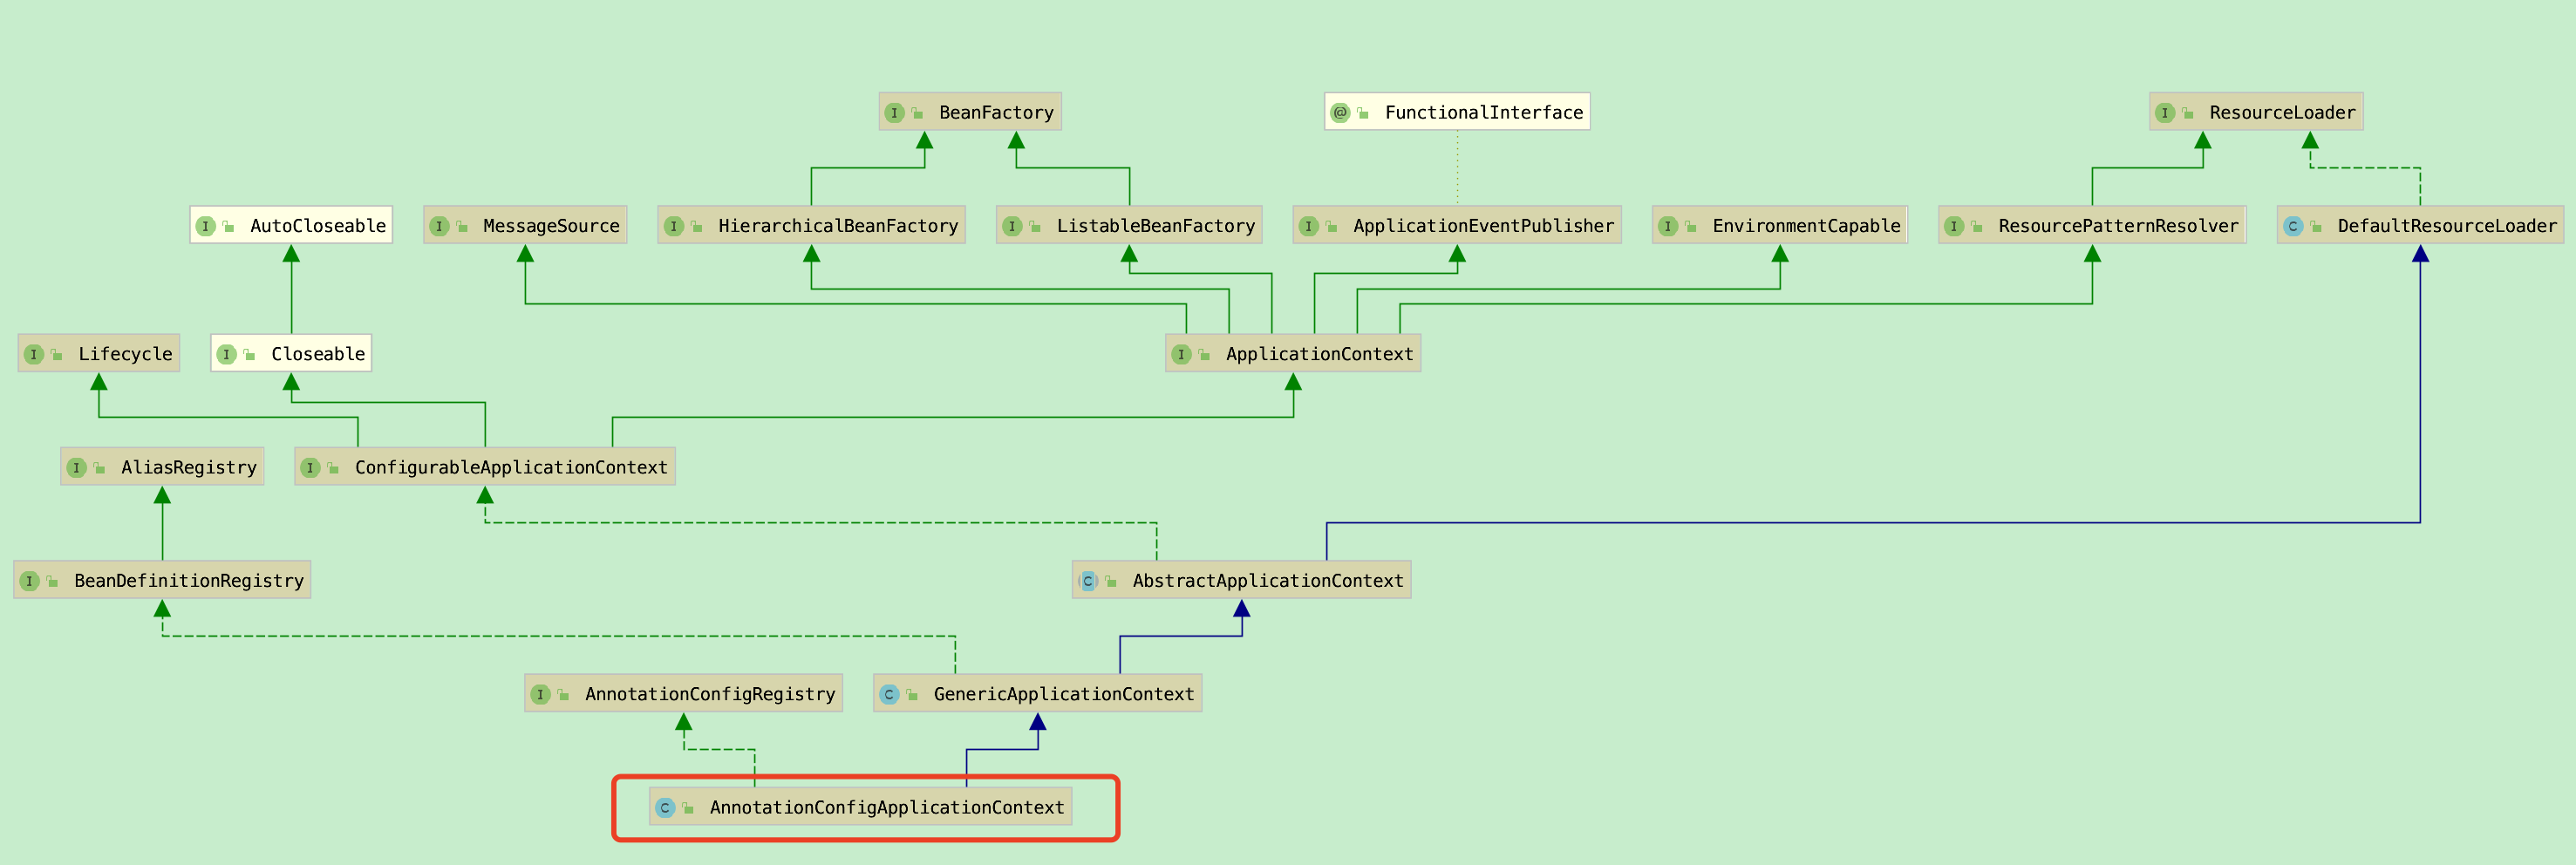 BeanFactory
FunctionalInterface
ResourceLoader
AutoCloseable
MessageSource
HierarchicalBeanFactory
ListableBeanFactory
ApplicationEventPublisher
EnvironmentCapable
ResourcePatternResolver
DefaultResourceLoader
Lifecycle
Closeable
ApplicationContext
AliasRegistry
ConfigurableApplicationContext
BeanDefinitionRegistry
AbstractApplicationContext
AnnotationConfigRegistry
GenericApplicationContext
AnnotationConfigApplicationContext